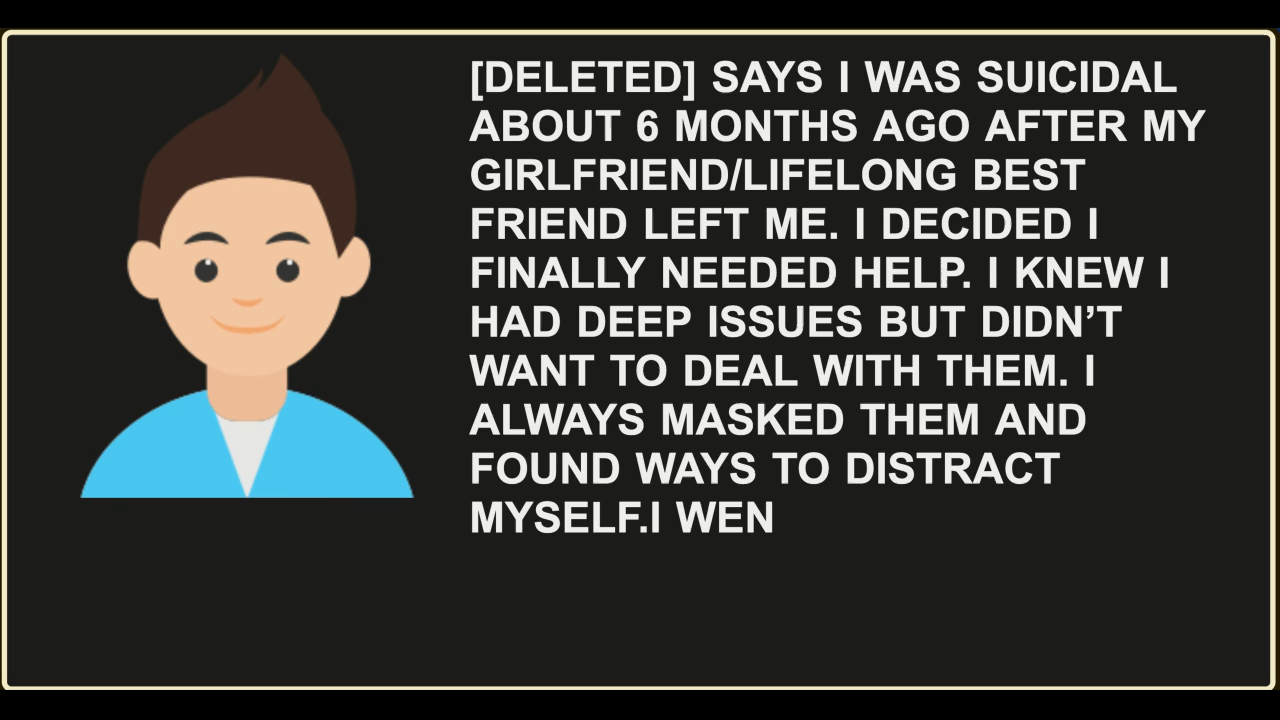 [DELETED] SAYS I WAS SUICIDAL
ABOUT 6 MONTHS AGO AFTER MY
GIRLFRIEND/LIFELONG BEST
FRIEND LEFT ME. I DECIDED I
FINALLY NEEDED HELP. I KNEW I
HAD DEEP ISSUES BUT DIDN’T
WANT TO DEAL WITH THEM. I
ALWAYS MASKED THEM AND
FOUND WAYS TO DISTRACT
MYSELF.I WEN